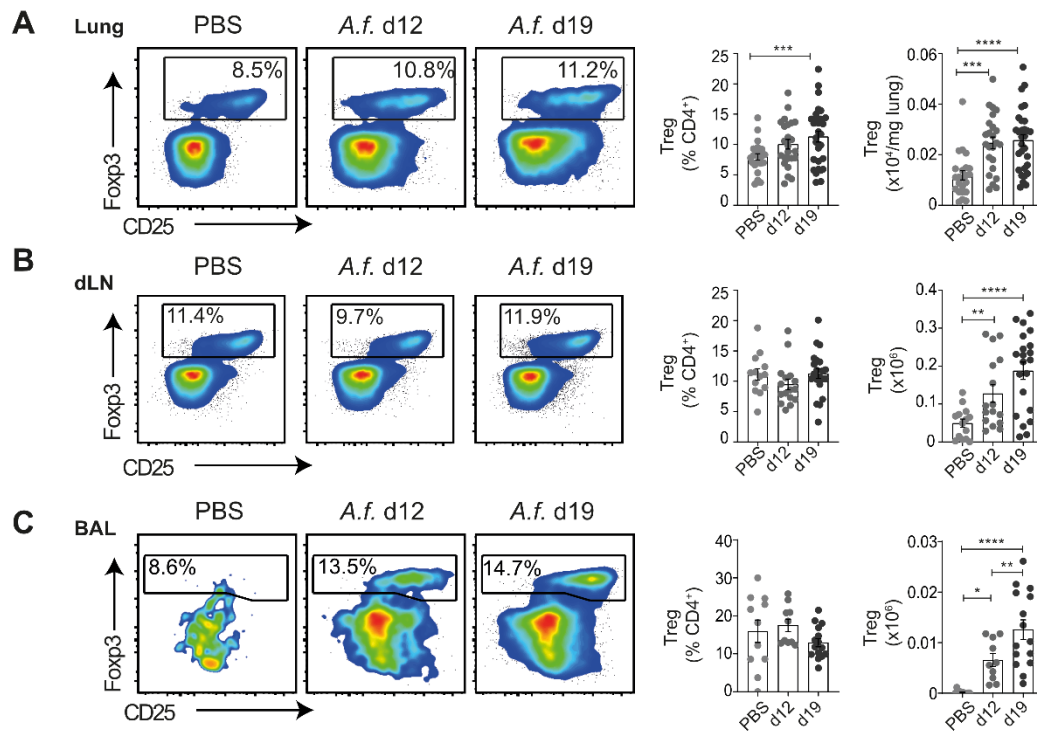 A
Lung
PBS
A.f. d12
A.f. d19
8.5%
10.8%
11.2%
Foxp3
CD25
Treg
(% CD4⁺)
25
20
15
10
5
0
***
PBS
d12
d19
Treg
(x10⁴/mg lung)
0.06
0.04
0.02
0
****
***
PBS
d12
d19
B
dLN
PBS
A.f. d12
A.f. d19
11.4%
9.7%
11.9%
Foxp3
CD25
Treg
(% CD4⁺)
25
20
15
10
5
0
PBS
d12
d19
Treg
(x10⁶)
0.4
0.3
0.2
0.1
0
****
**
PBS
d12
d19
C
BAL
PBS
A.f. d12
A.f. d19
8.6%
13.5%
14.7%
Foxp3
CD25
Treg
(% CD4⁺)
40
30
20
10
0
PBS
d12
d19
Treg
(x10⁶)
0.03
0.02
0.01
0
****
**
*
PBS
d12
d19